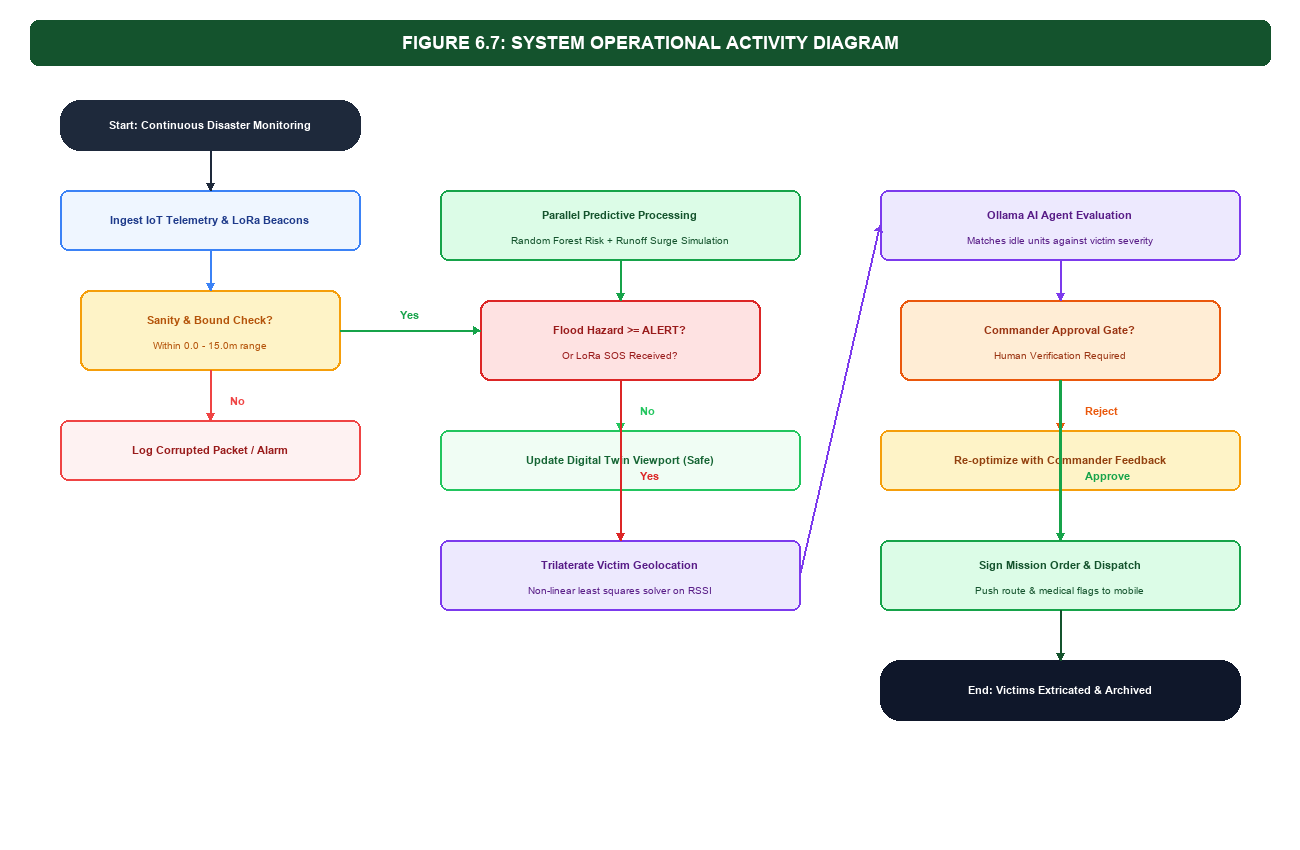 FIGURE 6.7: SYSTEM OPERATIONAL ACTIVITY DIAGRAM
Start: Continuous Disaster Monitoring
Ingest IoT Telemetry & LoRa Beacons
Sanity & Bound Check?
Within 0.0 - 15.0m range
Yes
No
Log Corrupted Packet / Alarm
Parallel Predictive Processing
Random Forest Risk + Runoff Surge Simulation
Flood Hazard >= ALERT?
Or LoRa SOS Received?
No
Update Digital Twin Viewport (Safe)
Yes
Trilaterate Victim Geolocation
Non-linear least squares solver on RSSI
Ollama AI Agent Evaluation
Matches idle units against victim severity
Commander Approval Gate?
Human Verification Required
Reject
Re-optimize with Commander Feedback
Approve
Sign Mission Order & Dispatch
Push route & medical flags to mobile
End: Victims Extricated & Archived